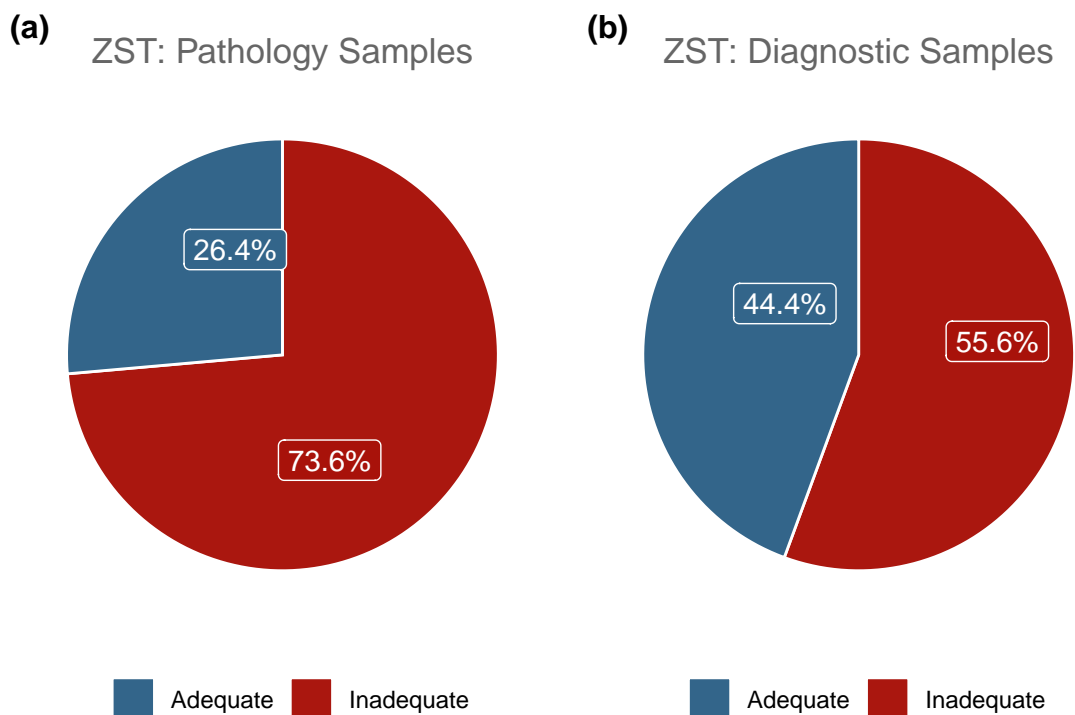 (a)
ZST: Pathology Samples
26.4%
73.6%
Adequate Inadequate
(b)
ZST: Diagnostic Samples
44.4%
55.6%
Adequate Inadequate